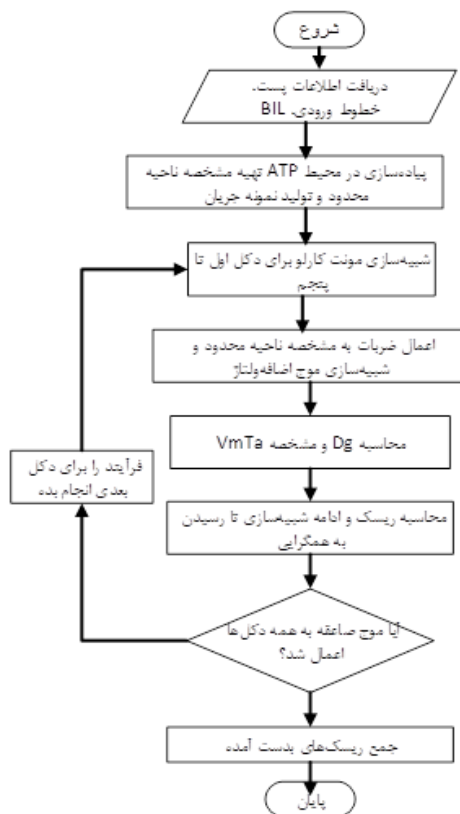 شروع
دریافت اطلاعات پست،
خطوط ورودی، BIL
پیاده‌سازی در محیط ATP تهیه مشخصه ناحیه
محدود و تولید نمونه جریان
شبیه‌سازی مونت کارلو برای دکل اول تا
پنجم
اعمال ضربات به مشخصه ناحیه محدود و
شبیه‌سازی موج اضافه‌ولتاژ
محاسبه Dg و مشخصه VmTa
فرآیند را برای دکل
بعدی انجام بده
محاسبه ریسک و ادامه شبیه‌سازی تا رسیدن
به همگرایی
آیا موج صاعقه به همه دکل‌ها
اعمال شد؟
جمع ریسک‌های بدست آمده
پایان